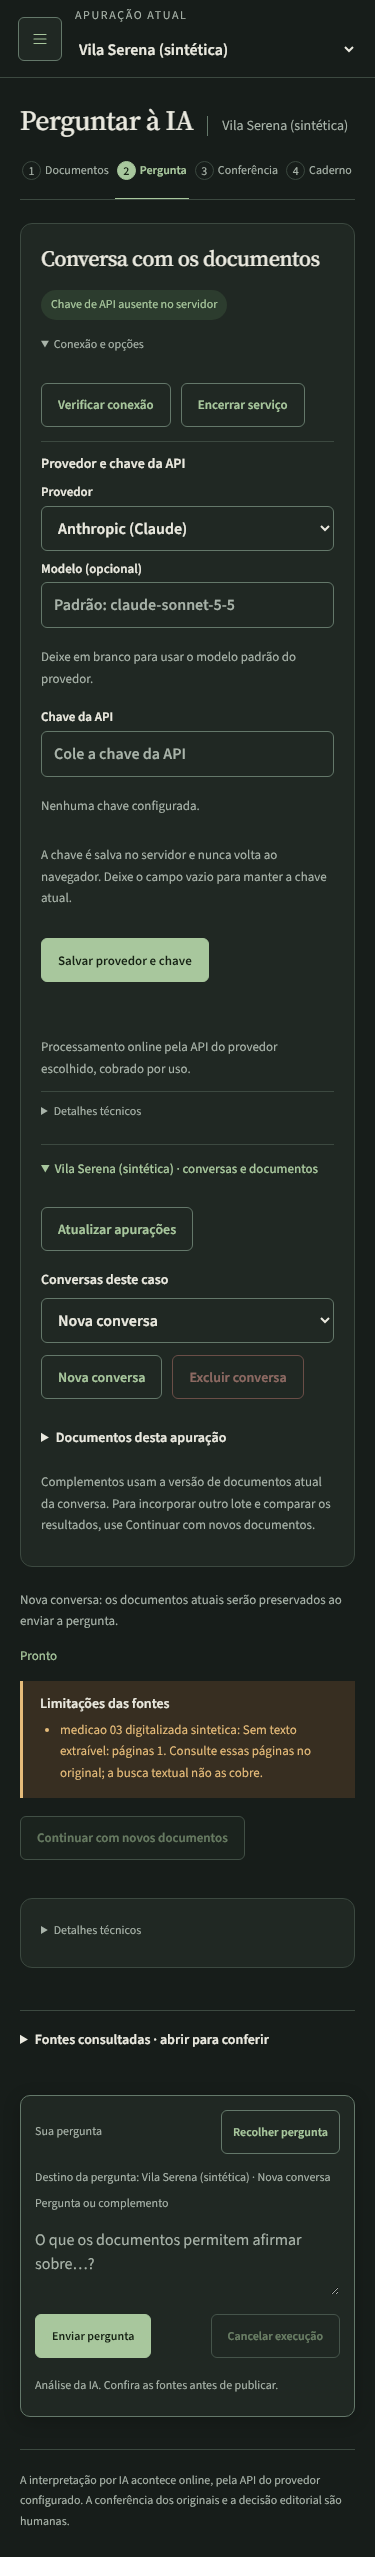 APURAÇÃO ATUAL
Vila Serena (sintética)
Perguntar à IA
Vila Serena (sintética)
1 Documentos
2 Pergunta
3 Conferência
4 Caderno
Conversa com os documentos
Chave de API ausente no servidor
Conexão e opções
Verificar conexão
Encerrar serviço
Provedor e chave da API
Provedor
Anthropic (Claude)
Modelo (opcional)
Padrão: claude-sonnet-5-5
Deixe em branco para usar o modelo padrão do
provedor.
Chave da API
Cole a chave da API
Nenhuma chave configurada.
A chave é salva no servidor e nunca volta ao
navegador. Deixe o campo vazio para manter a chave
atual.
Salvar provedor e chave
Processamento online pela API do provedor
escolhido, cobrado por uso.
Detalhes técnicos
Vila Serena (sintética) · conversas e documentos
Atualizar apurações
Conversas deste caso
Nova conversa
Nova conversa
Excluir conversa
Documentos desta apuração
Complementos usam a versão de documentos atual
da conversa. Para incorporar outro lote e comparar os
resultados, use Continuar com novos documentos.
Nova conversa: os documentos atuais serão preservados ao
enviar a pergunta.
Pronto
Limitações das fontes
• medicao 03 digitalizada sintetica: Sem texto
extraível: páginas 1. Consulte essas páginas no
original; a busca textual não as cobre.
Continuar com novos documentos
Detalhes técnicos
Fontes consultadas · abrir para conferir
Sua pergunta
Recolher pergunta
Destino da pergunta: Vila Serena (sintética) · Nova conversa
Pergunta ou complemento
O que os documentos permitem afirmar
sobre…?
Enviar pergunta
Cancelar execução
Análise da IA. Confira as fontes antes de publicar.
A interpretação por IA acontece online, pela API do provedor
configurado. A conferência dos originais e a decisão editorial são
humanas.